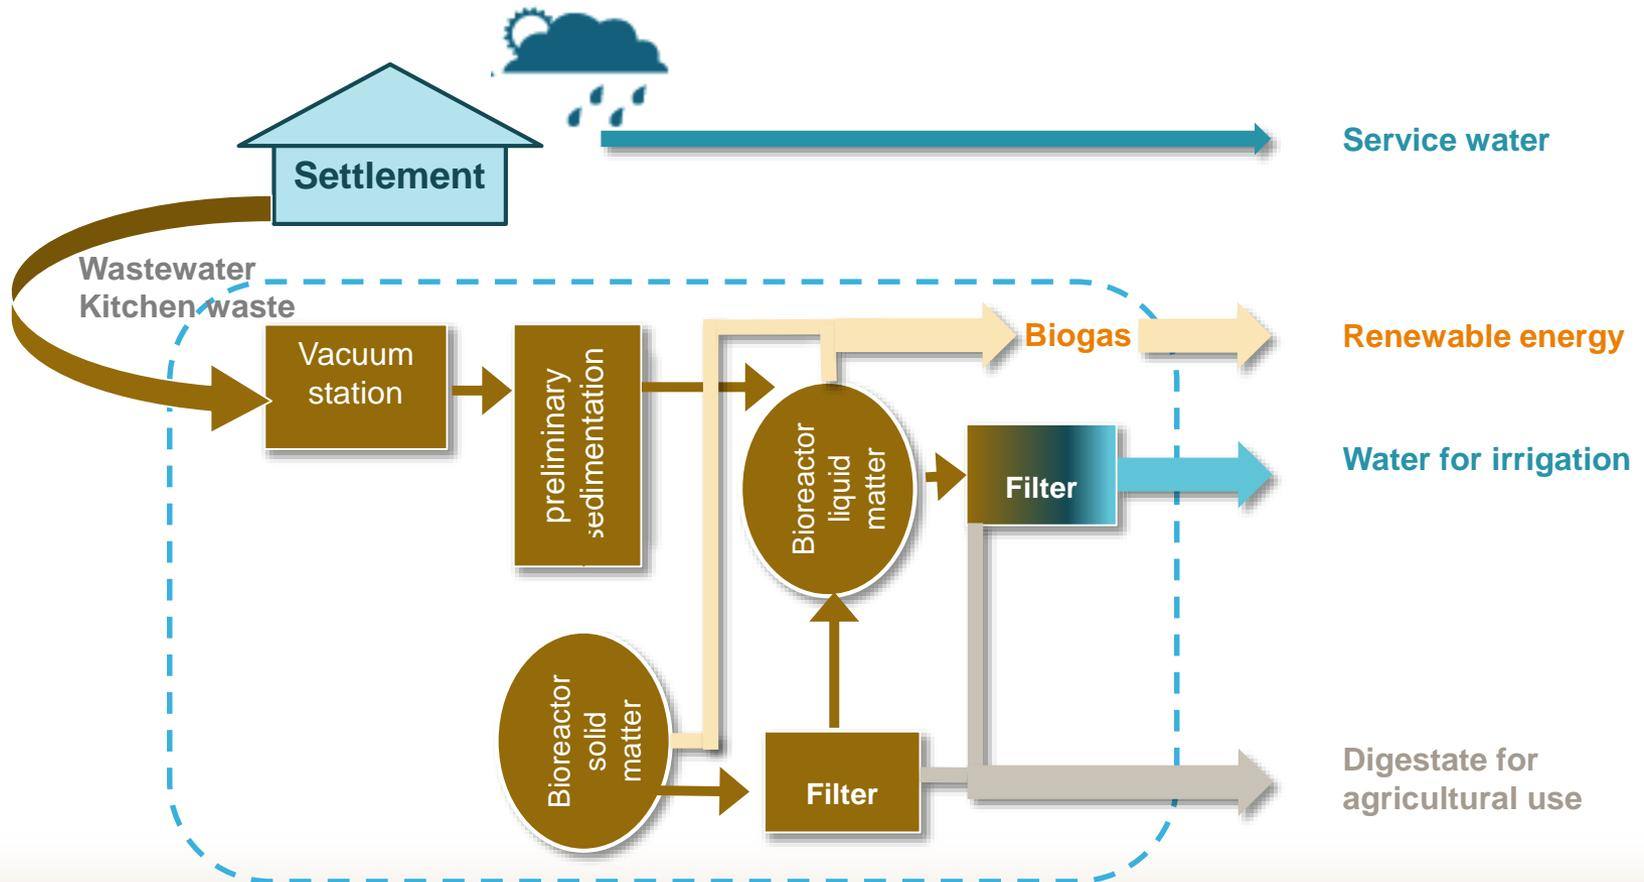 Service water
Settlement
Wastewater
Kitchen waste
Vacuum
station
preliminary
sedimentation
Bioreactor
liquid
matter
Biogas
Renewable energy
Filter
Water for irrigation
Bioreactor
solid
matter
Filter
Digestate for
agricultural use